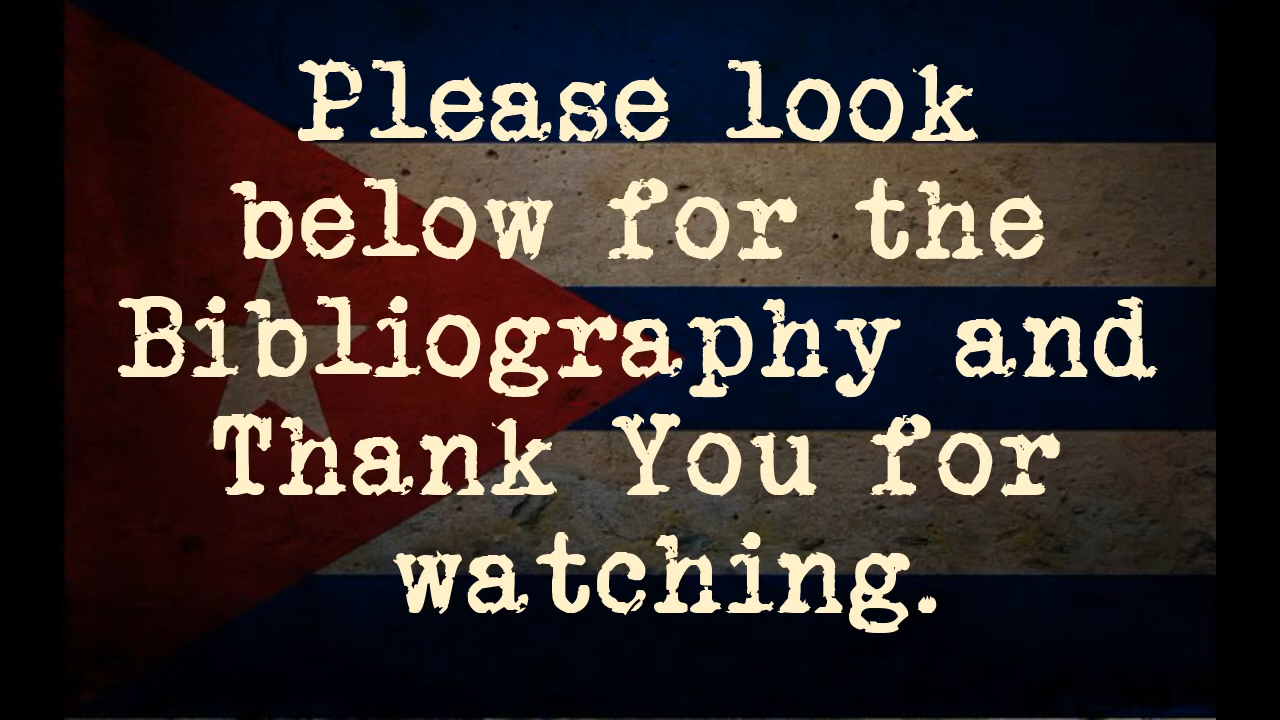 Please look
below for the
Bibliography and
Thank You for
watching.